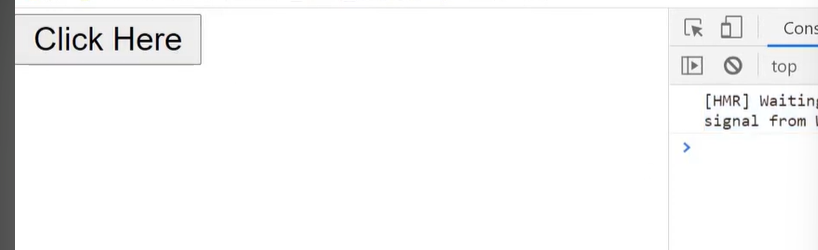 Click Here
Cons
top
[HMR] Waiting
signal from W